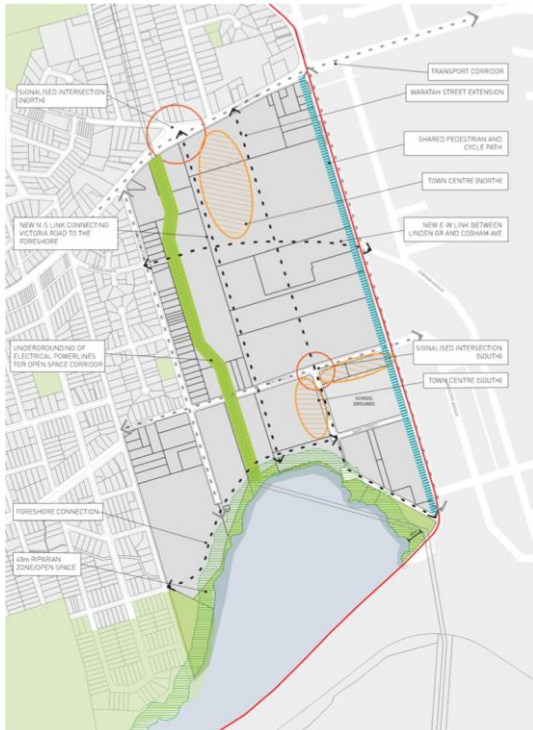 SIGNALISED INTERSECTION
(NORTH)
NEW N-S LINK CONNECTING
VICTORIA ROAD TO THE
FORESHORE
UNDERGROUNDING OF
ELECTRICAL POWERLINES
FOR OPEN SPACE CORRIDOR
FORESHORE CONNECTION
40m RIPARIAN
ZONE/OPEN SPACE
TRANSPORT CORRIDOR
WARATAH STREET EXTENSION
SHARED PEDESTRIAN AND
CYCLE PATH
TOWN CENTRE (NORTH)
NEW E-W LINK BETWEEN
LINDEN GR AND COBHAM AVE
SIGNALISED INTERSECTION
(SOUTH)
TOWN CENTRE (SOUTH)
SCHOOL
GROUNDS